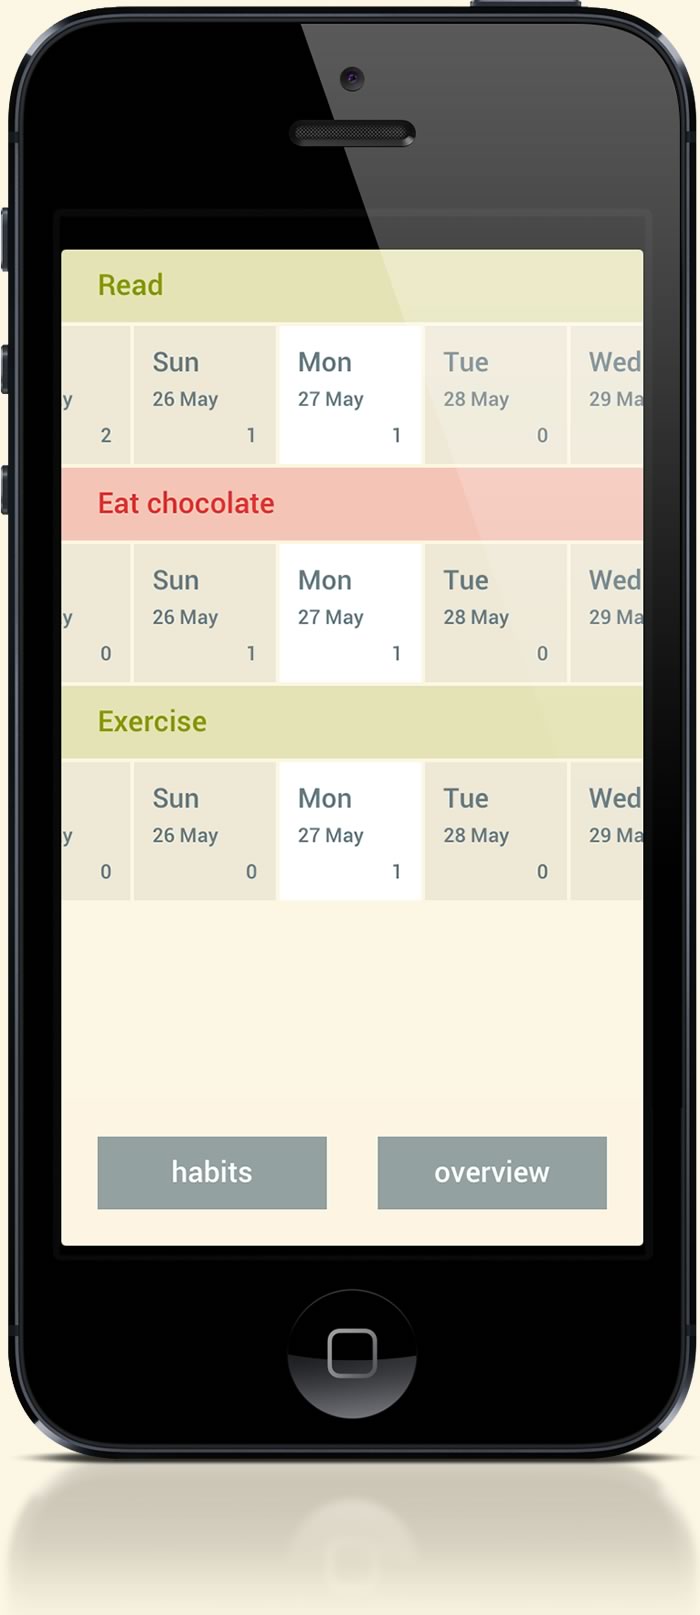 Read
Sun Mon Tue Wed
y 26 May 27 May 28 May 29 Ma
2 1 1 0
Eat chocolate
Sun Mon Tue Wed
y 26 May 27 May 28 May 29 Ma
0 1 1 0
Exercise
Sun Mon Tue Wed
y 26 May 27 May 28 May 29 Ma
0 0 1 0
habits overview